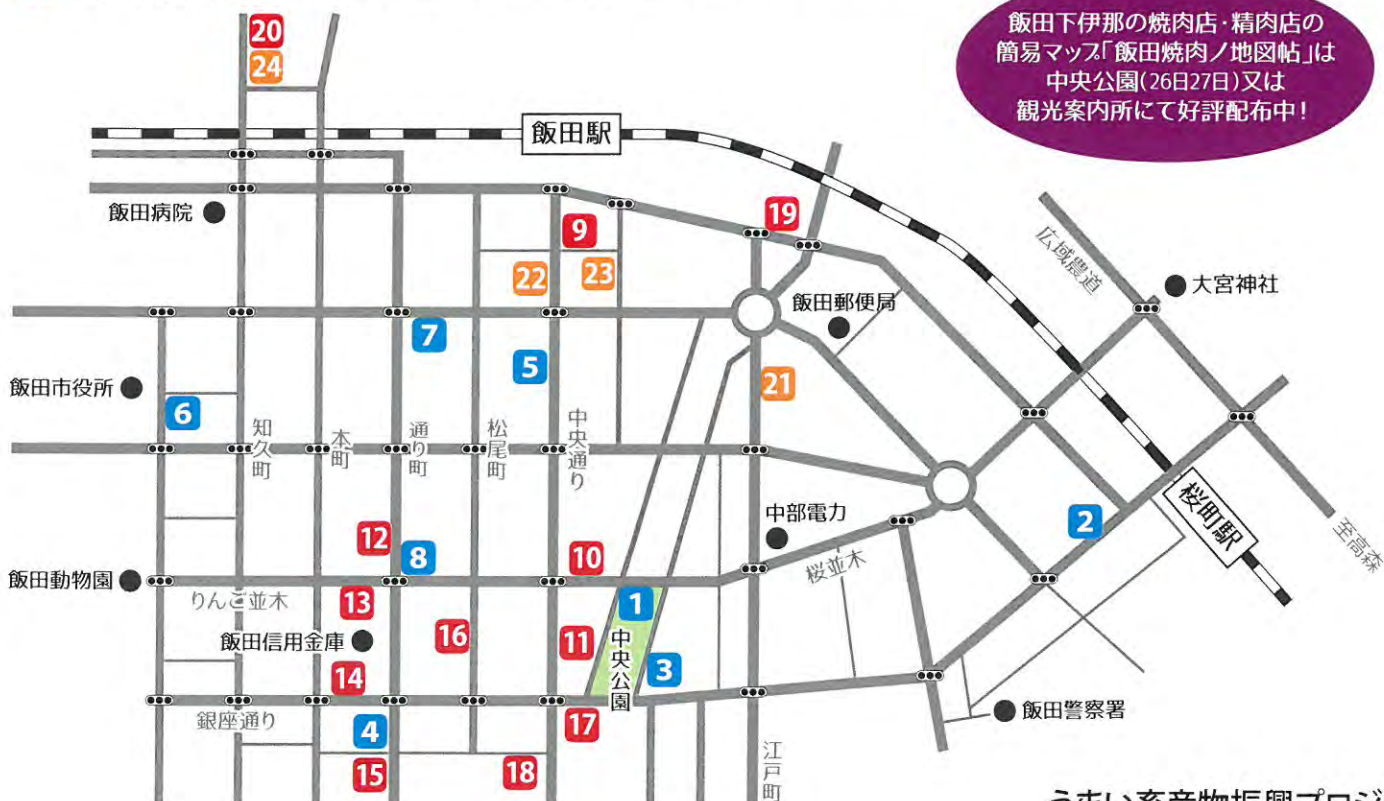 飯田下伊那の焼肉店・精肉店の
簡易マップ「飯田焼肉ノ地図帖」は
中央公園(26日27日)又は
観光案内所にて好評配布中!
20
24
飯田駅
飯田病院
9
19
22
23
広域農道
大宮神社
飯田郵便局
7
5
21
飯田市役所
6
知久町
本町
通り町
松尾町
中央通り
2
桜町駅
至高森
中部電力
12
8
10
桜並木
飯田動物園
りんご並木
13
1
飯田信用金庫
16
11
中央公園
3
14
銀座通り
4
17
飯田警察署
15
18
江戸町